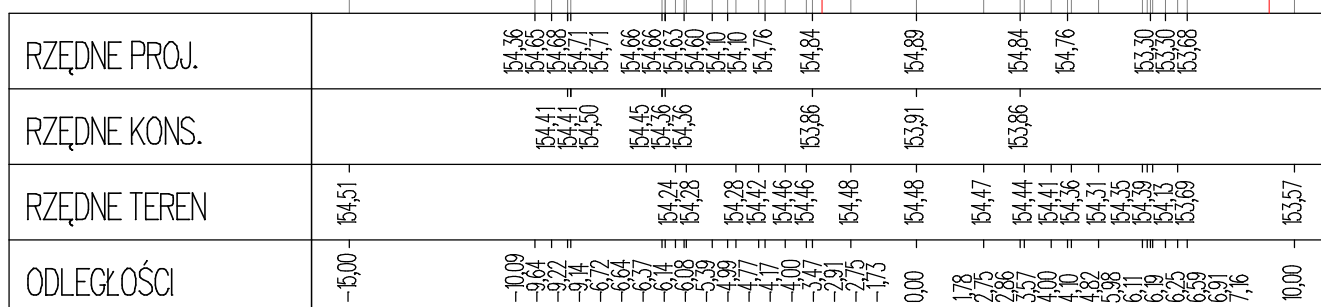 RZĘDNE PROJ. 154,36 154,65 154,68 154,71 154,71 154,66 154,66 154,63 154,60 154,10 154,10 154,76 154,84 154,89 154,84 154,76 153,30 153,30 153,68
RZĘDNE KONS. 154,41 154,41 154,50 154,45 154,36 154,36 153,86 153,91 153,86
RZĘDNE TEREN 154,51 154,24 154,28 154,28 154,42 154,46 154,46 154,48 154,48 154,47 154,44 154,41 154,36 154,31 154,35 154,39 154,13 153,69 153,57
ODLEGŁOŚCI -15,00 -10,09 -9,64 -9,22 -9,14 -6,72 -6,64 -6,37 -6,14 -6,08 -5,39 -4,99 -4,77 -4,17 -4,00 -3,47 -2,91 -2,75 -1,73 0,00 1,78 2,75 2,86 3,57 4,00 4,10 4,82 5,98 6,11 6,19 6,25 6,59 6,91 7,16 10,00